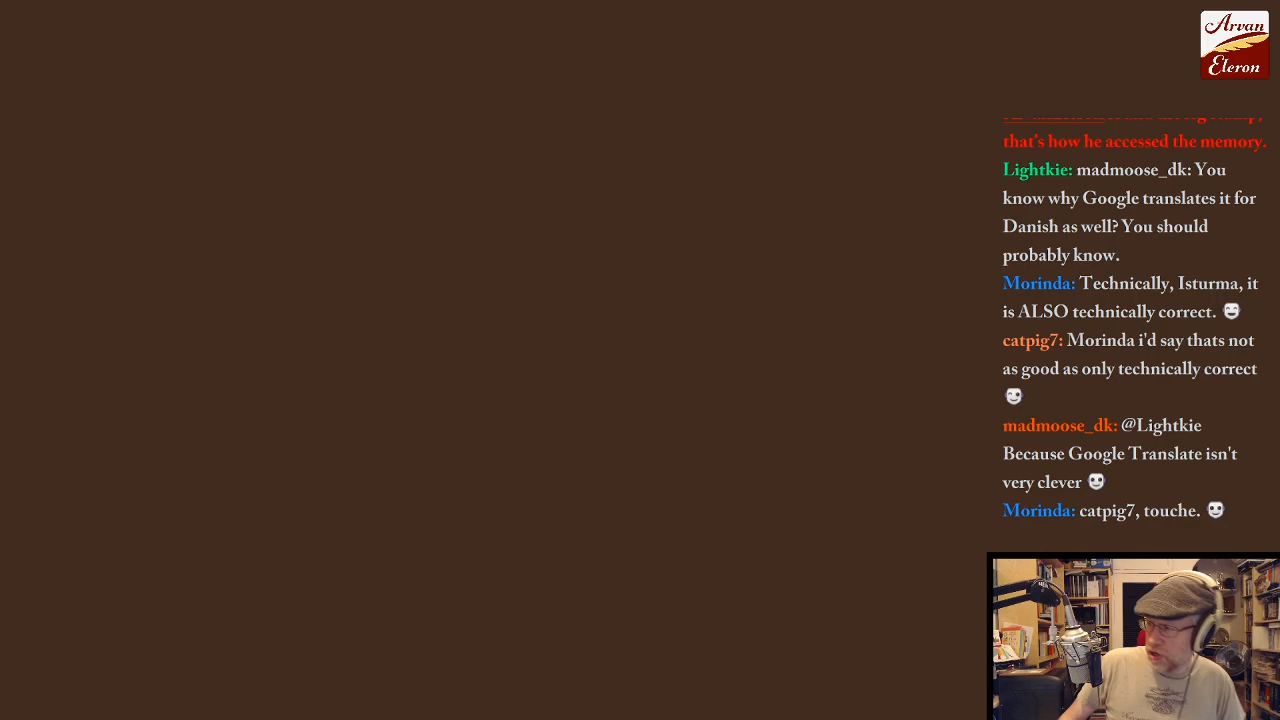 Arvan
Eleron
that's how he accessed the memory.
Lightkie: madmoose_dk: You
know why Google translates it for
Danish as well? You should
probably know.
Morinda: Technically, Isturma, it
is ALSO technically correct.
catpig7: Morinda i'd say thats not
as good as only technically correct
madmoose_dk: @Lightkie
Because Google Translate isn't
very clever
Morinda: catpig7, touche.